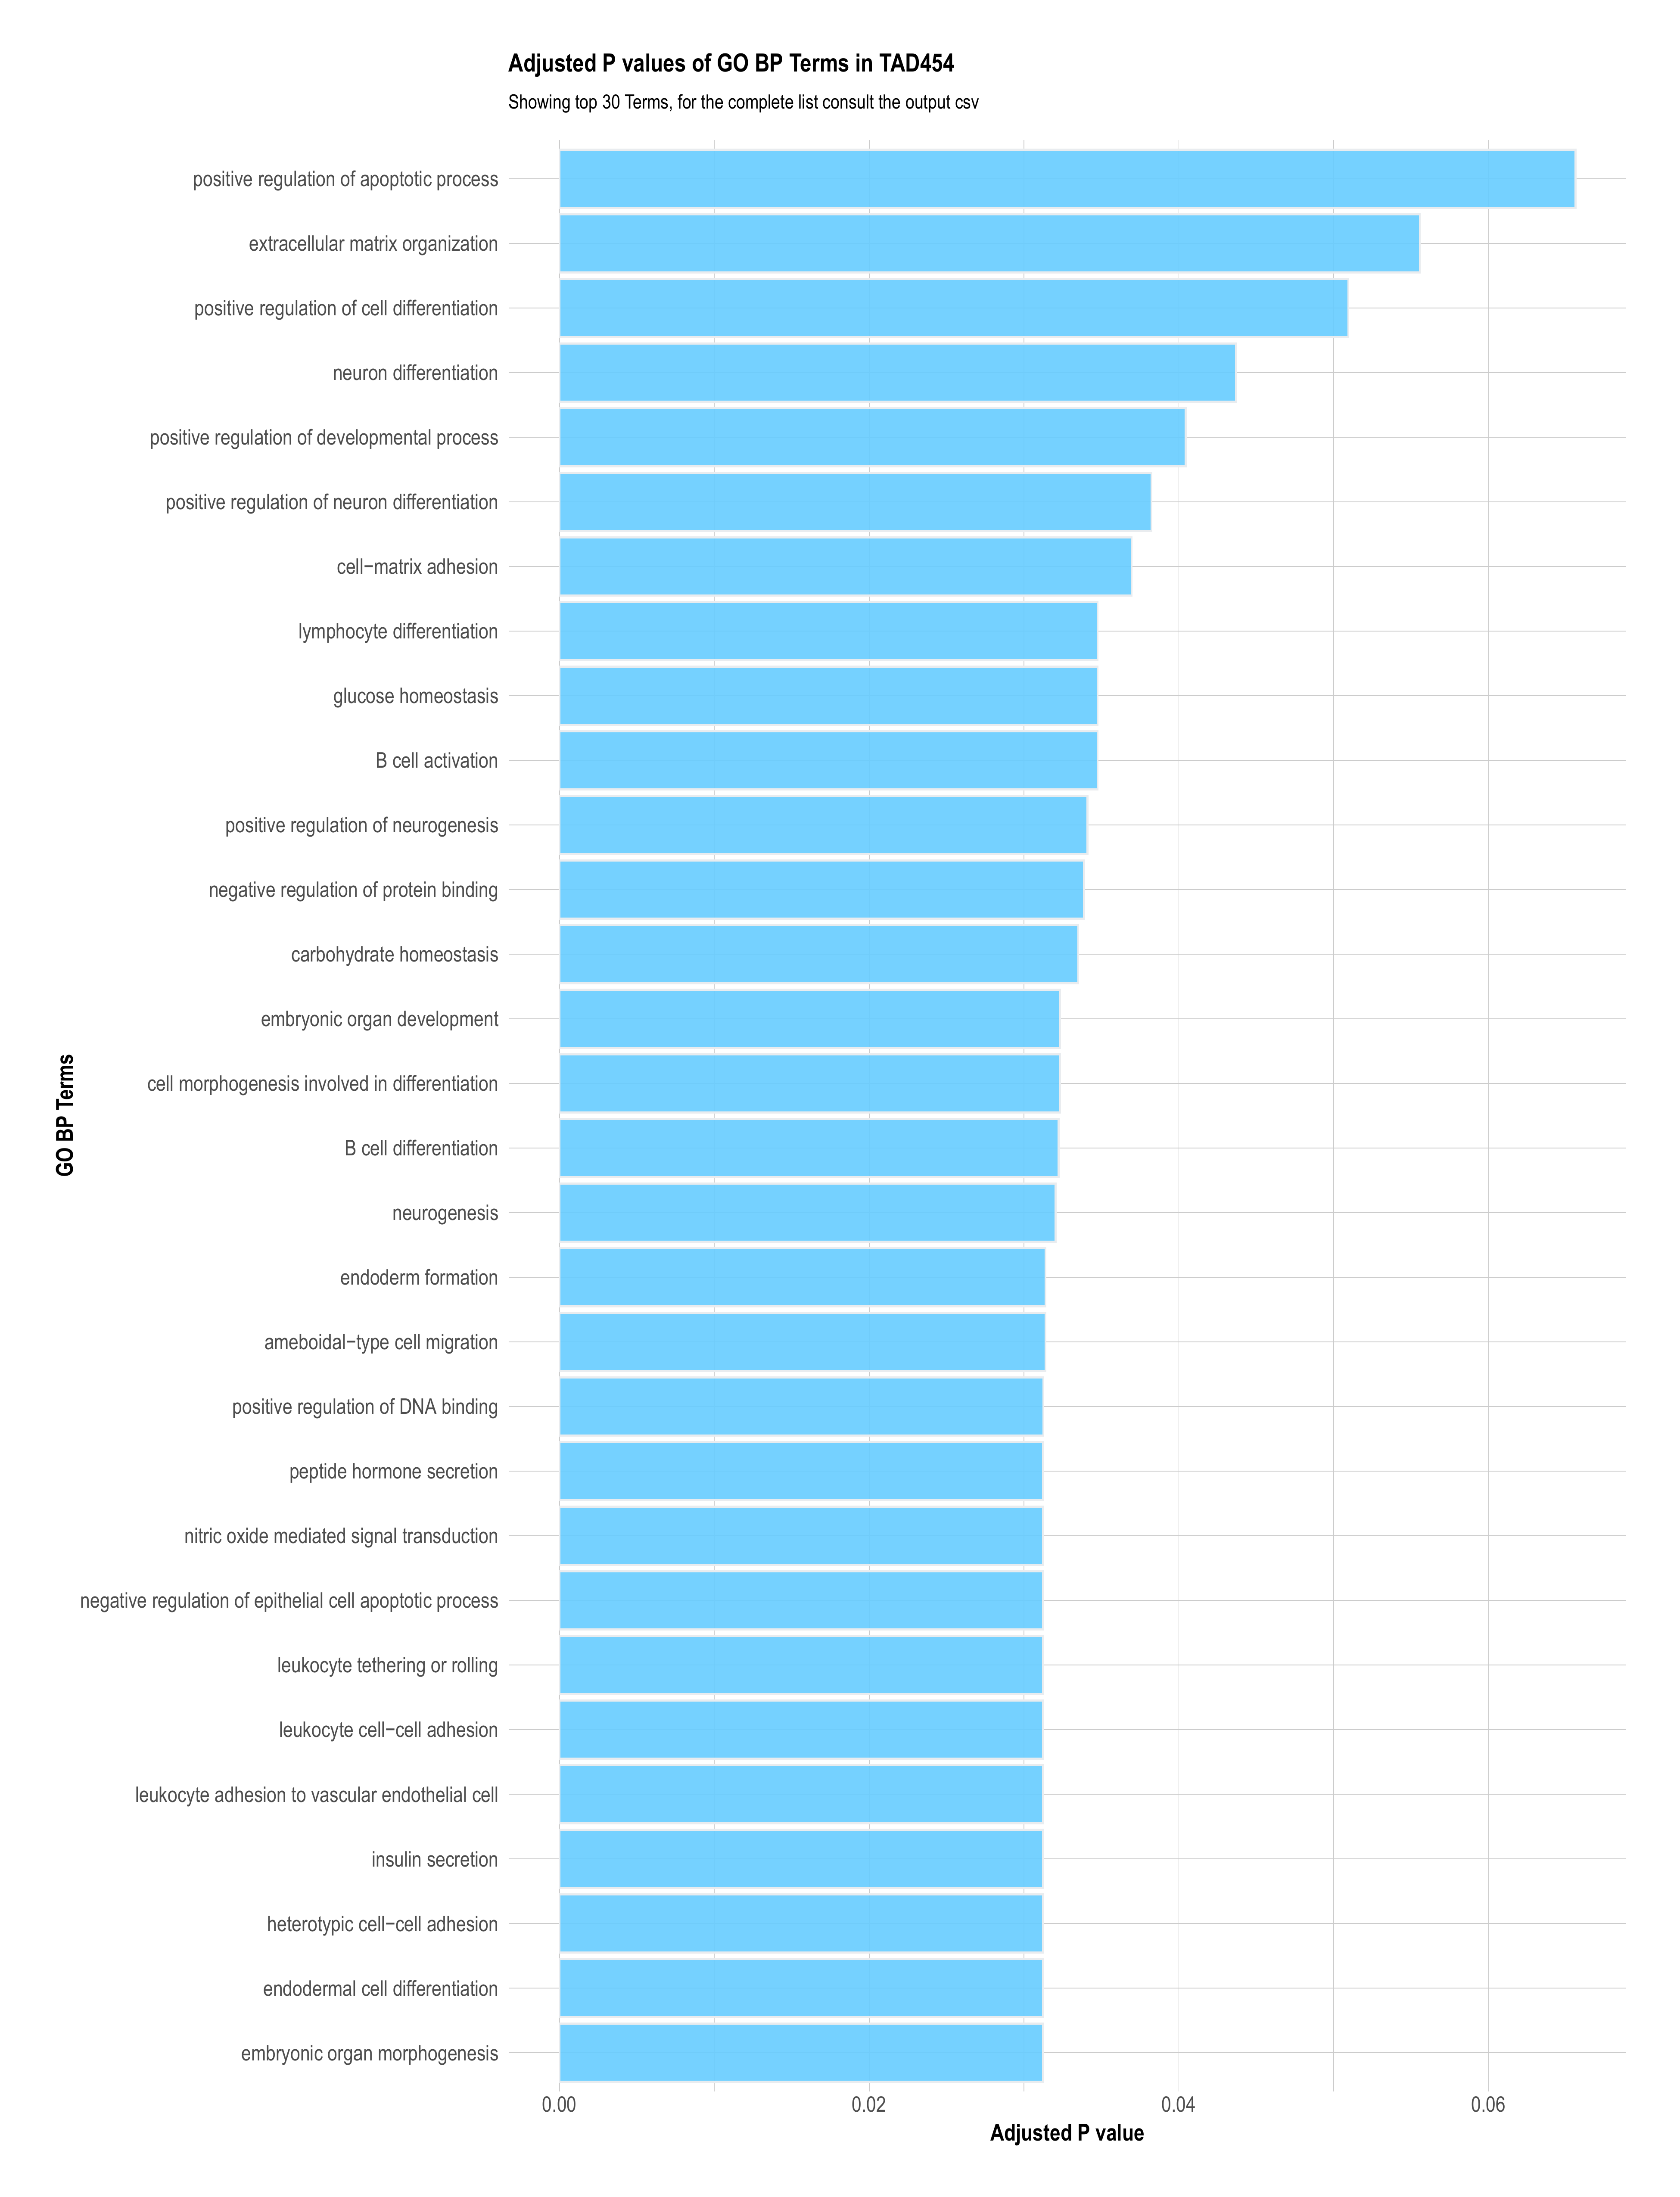 Adjusted P values of GO BP Terms in TAD454
Showing top 30 Terms, for the complete list consult the output csv
positive regulation of apoptotic process
extracellular matrix organization
positive regulation of cell differentiation
neuron differentiation
positive regulation of developmental process
positive regulation of neuron differentiation
cell−matrix adhesion
lymphocyte differentiation
glucose homeostasis
B cell activation
positive regulation of neurogenesis
negative regulation of protein binding
carbohydrate homeostasis
embryonic organ development
cell morphogenesis involved in differentiation
B cell differentiation
neurogenesis
endoderm formation
ameboidal−type cell migration
positive regulation of DNA binding
peptide hormone secretion
nitric oxide mediated signal transduction
negative regulation of epithelial cell apoptotic process
leukocyte tethering or rolling
leukocyte cell−cell adhesion
leukocyte adhesion to vascular endothelial cell
insulin secretion
heterotypic cell−cell adhesion
endodermal cell differentiation
embryonic organ morphogenesis
GO BP Terms
0.00 0.02 0.04 0.06
Adjusted P value